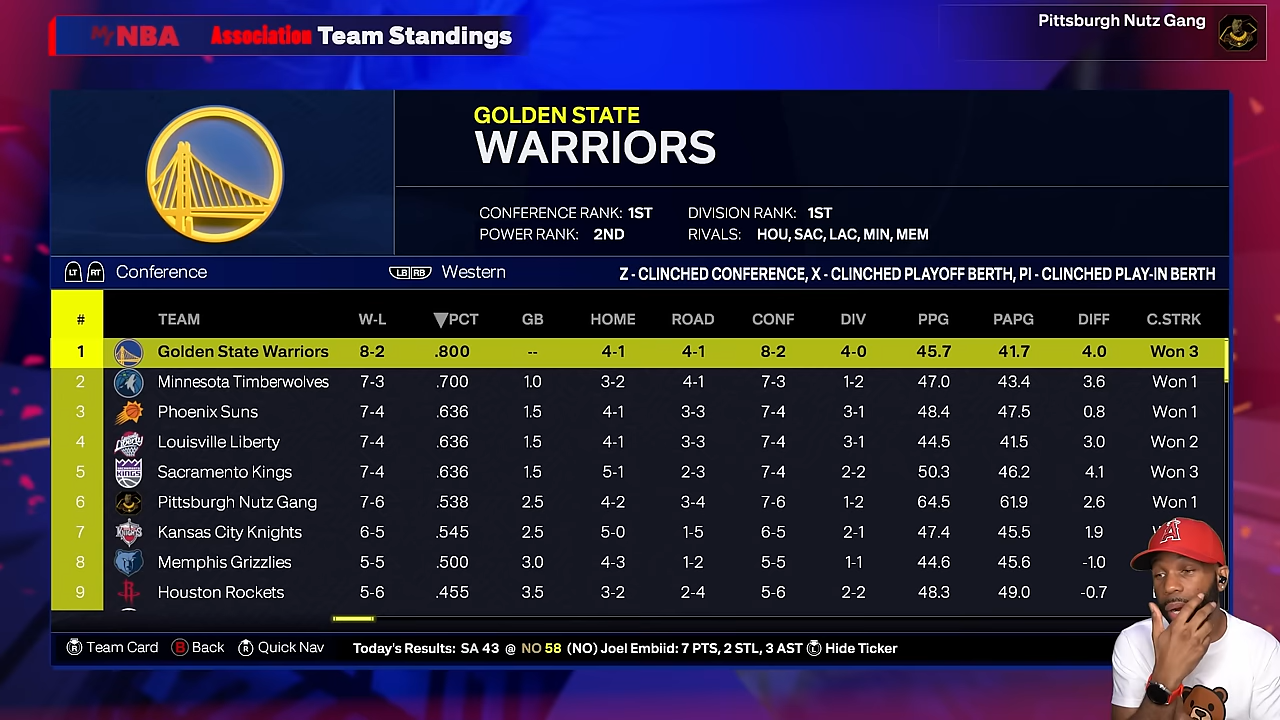 MyNBA Association Team Standings
Pittsburgh Nutz Gang
GOLDEN STATE
WARRIORS
CONFERENCE RANK: 1ST DIVISION RANK: 1ST
POWER RANK: 2ND RIVALS: HOU, SAC, LAC, MIN, MEM
LT RT Conference LB RB Western Z - CLINCHED CONFERENCE, X - CLINCHED PLAYOFF BERTH, PI - CLINCHED PLAY-IN BERTH
# TEAM W-L ▼PCT GB HOME ROAD CONF DIV PPG PAPG DIFF C.STRK
1 Golden State Warriors 8-2 .800 -- 4-1 4-1 8-2 4-0 45.7 41.7 4.0 Won 3
2 Minnesota Timberwolves 7-3 .700 1.0 3-2 4-1 7-3 1-2 47.0 43.4 3.6 Won 1
3 Phoenix Suns 7-4 .636 1.5 4-1 3-3 7-4 3-1 48.4 47.5 0.8 Won 1
4 Louisville Liberty 7-4 .636 1.5 4-1 3-3 7-4 3-1 44.5 41.5 3.0 Won 2
5 Sacramento Kings 7-4 .636 1.5 5-1 2-3 7-4 2-2 50.3 46.2 4.1 Won 3
6 Pittsburgh Nutz Gang 7-6 .538 2.5 4-2 3-4 7-6 1-2 64.5 61.9 2.6 Won 1
7 Kansas City Knights 6-5 .545 2.5 5-0 1-5 6-5 2-1 47.4 45.5 1.9
8 Memphis Grizzlies 5-5 .500 3.0 4-3 1-2 5-5 1-1 44.6 45.6 -1.0
9 Houston Rockets 5-6 .455 3.5 3-2 2-4 5-6 2-2 48.3 49.0 -0.7
R Team Card B Back R Quick Nav Today's Results: SA 43 @ NO 58 (NO) Joel Embiid: 7 PTS, 2 STL, 3 AST Hide Ticker
A